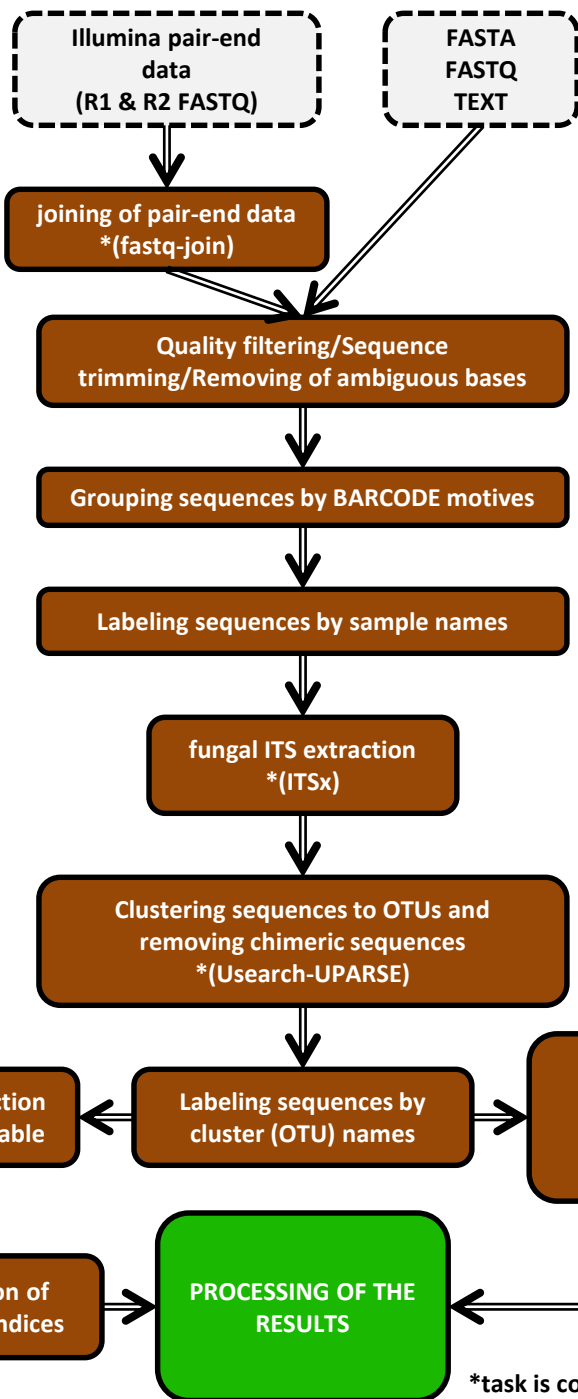 Illumina pair-end
data
(R1 & R2 FASTQ)
FASTA
FASTQ
TEXT
joining of pair-end data
*(fastq-join)
Quality filtering/Sequence
trimming/Removing of ambiguous bases
Grouping sequences by BARCODE motives
Labeling sequences by sample names
fungal ITS extraction
*(ITSx)
Clustering sequences to OTUs and
removing chimeric sequences
*(Usearch-UPARSE)
Labeling sequences by
cluster (OTU) names
of
PROCESSING OF THE
RESULTS
*task is